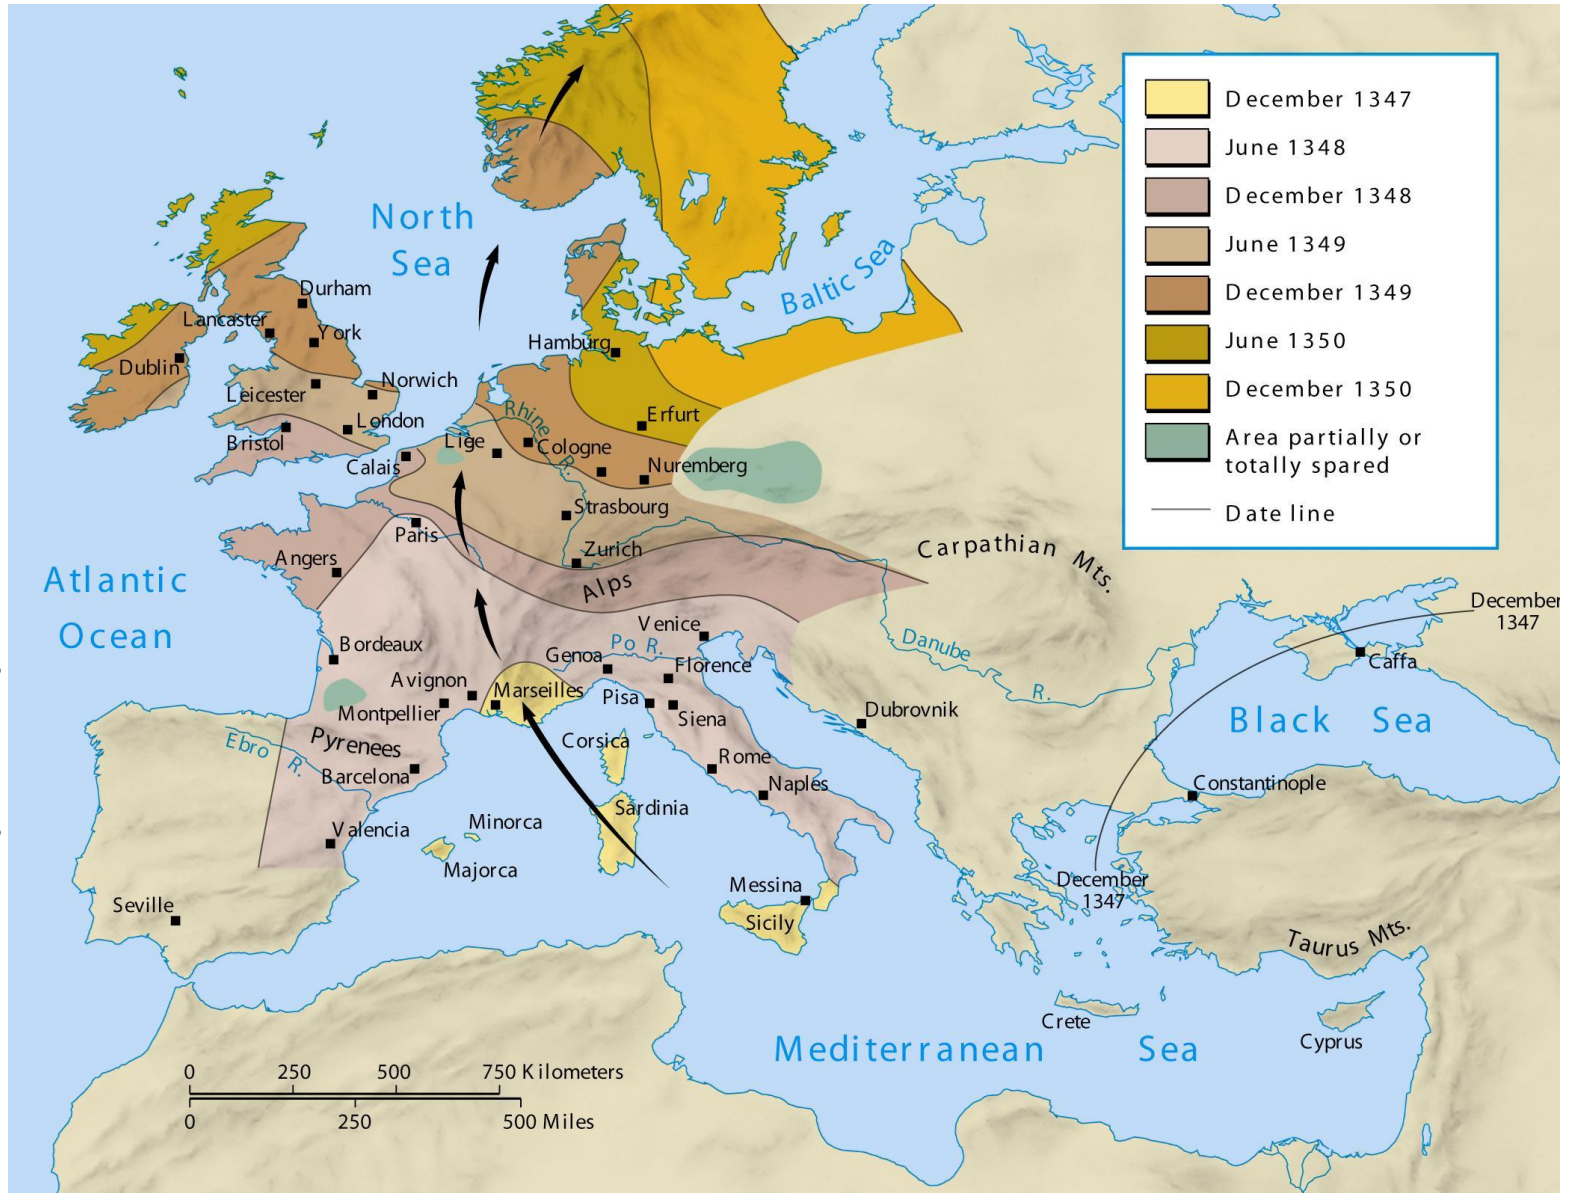 December 1347
June 1348
December 1348
June 1349
December 1349
June 1350
December 1350
Area partially or
totally spared
Date line
North
Sea
Baltic Sea
Durham
Lancaster
York
Dublin
Leicester
Norwich
London
Bristol
Calais
Hamburg
Erfurt
Rhine
R.
Lige
Cologne
Nuremberg
Strasbourg
Paris
Zurich
Angers
Alps
Carpathian Mts.
Atlantic
Ocean
December
1347
Venice
Bordeaux
Po R.
Danube
R.
Genoa
Florence
Caffa
Avignon
Marseilles
Pisa
Montpellier
Siena
Dubrovnik
Black Sea
Pyrenees
Ebro
R.
Corsica
Rome
Barcelona
Naples
Constantinople
Sardinia
Minorca
Valencia
Majorca
Messina
December
1347
Seville
Sicily
Taurus Mts.
Crete
Cyprus
Mediterranean Sea
0 250 500 750 Kilometers
0 250 500 Miles